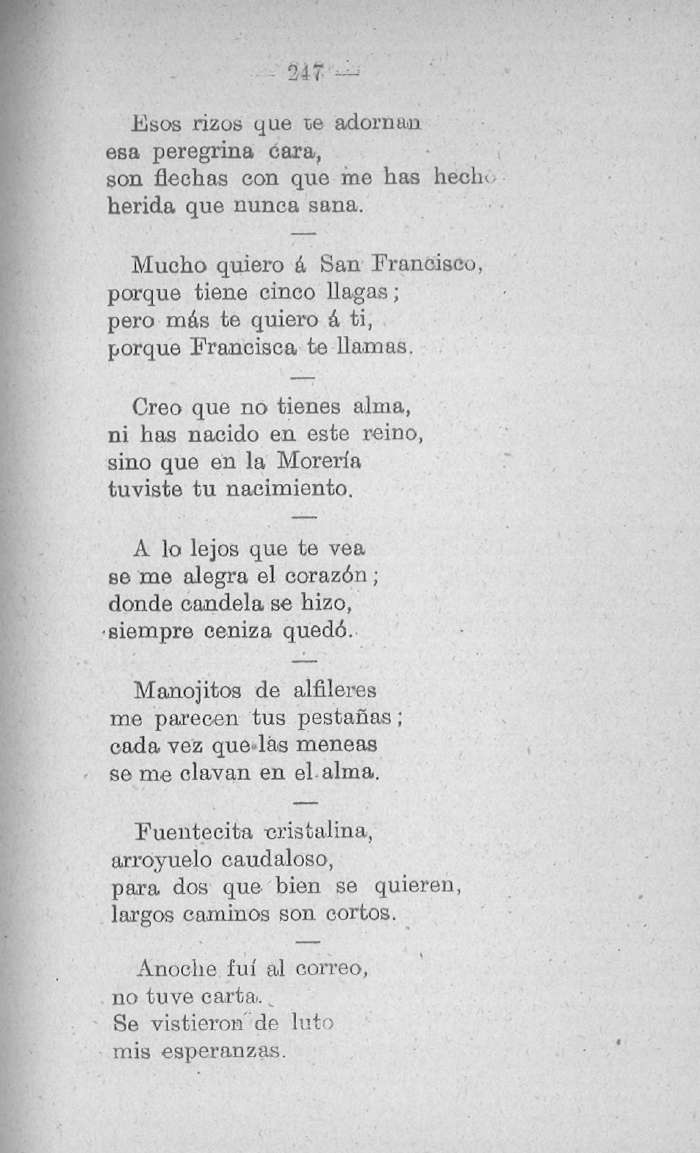 — 247 —
Esos rizos que te adornan
esa peregrina cara,
son flechas con que me has hecho
herida que nunca sana.
—
Mucho quiero á San Francisco,
porque tiene cinco llagas;
pero más te quiero á ti,
porque Francisca te llamas.
—
Creo que no tienes alma,
ni has nacido en este reino,
sino que en la Morería
tuviste tu nacimiento.
—
A lo lejos que te vea
se me alegra el corazón;
donde candela se hizo,
siempre ceniza quedó.
—
Manojitos de alfileres
me parecen tus pestañas;
cada vez que las meneas
se me clavan en el alma.
—
Fuentecita cristalina,
arroyuelo caudaloso,
para dos que bien se quieren,
largos caminos son cortos.
—
Anoche fuí al correo,
no tuve carta.
Se vistieron de luto
mis esperanzas.